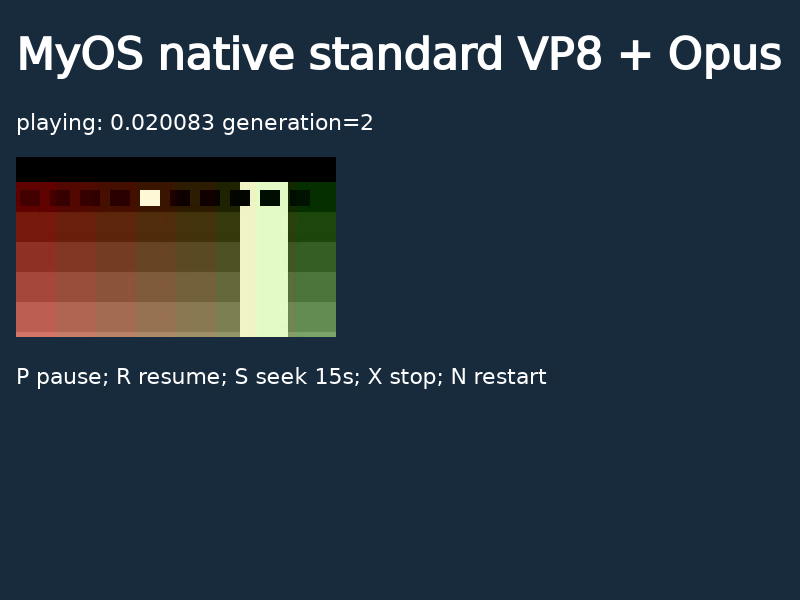 MyOS native standard VP8 + Opus
playing: 0.020083 generation=2
P pause; R resume; S seek 15s; X stop; N restart